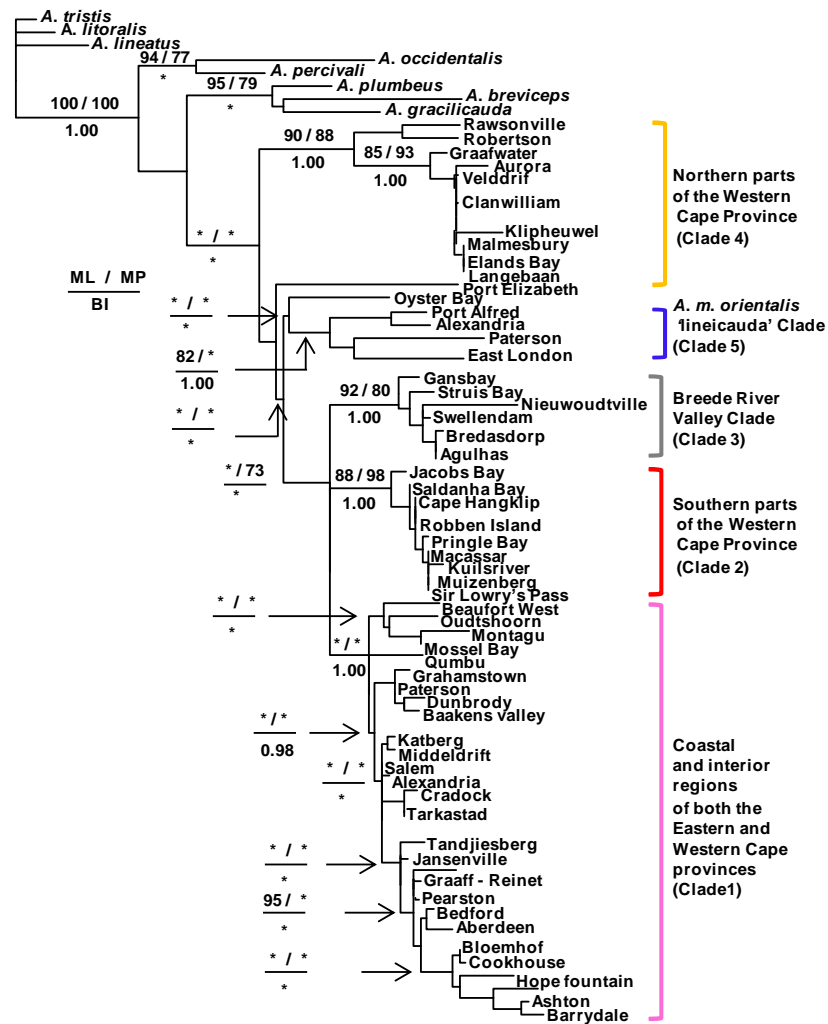 A. tristis
A. litoralis
A. lineatus
94 / 77
*
A. occidentalis
A. percivali
95 / 79
*
A. plumbeus
A. breviceps
A. gracilicauda
100 / 100
1.00
90 / 88
1.00
85 / 93
1.00
Rawsonville
Robertson
Graafwater
Aurora
Velddrif
Clanwilliam
Klipheuwel
Malmesbury
Elands Bay
Langebaan
Port Elizabeth
Northern parts
of the Western
Cape Province
(Clade 4)
* / *
*
ML / MP
BI
* / *
*
Oyster Bay
Port Alfred
Alexandria
Paterson
East London
A. m. orientalis
'lineicauda' Clade
(Clade 5)
82 / *
1.00
* / *
*
92 / 80
1.00
Gansbay
Struis Bay
Nieuwoudtville
Swellendam
Bredasdorp
Agulhas
Breede River
Valley Clade
(Clade 3)
* / 73
*
88 / 98
1.00
Jacobs Bay
Saldanha Bay
Cape Hangklip
Robben Island
Pringle Bay
Macassar
Kuilsriver
Muizenberg
Sir Lowry's Pass
Southern parts
of the Western
Cape Province
(Clade 2)
* / *
*
* / *
1.00
Beaufort West
Oudtshoorn
Montagu
Mossel Bay
Qumbu
Grahamstown
Paterson
Dunbrody
Baakens valley
* / *
0.98
* / *
*
Katberg
Middeldrift
Salem
Alexandria
Cradock
Tarkastad
Coastal
and interior
regions
of both the
Eastern and
Western Cape
provinces
(Clade1)
* / *
*
Tandjiesberg
Jansenville
Graaff - Reinet
Pearston
95 / *
*
Bedford
Aberdeen
* / *
*
Bloemhof
Cookhouse
Hope fountain
Ashton
Barrydale